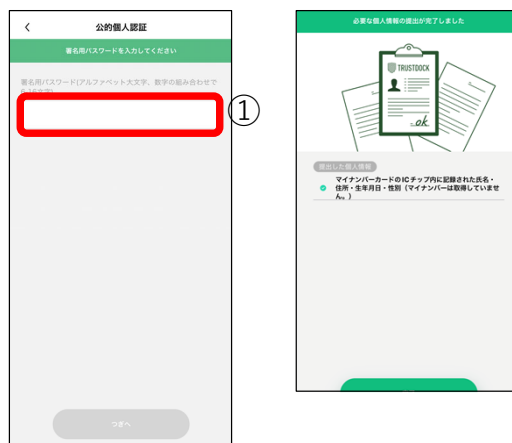 公的個人認証
署名用パスワードを入力してください
署名用パスワード(アルファベット大文字、数字の組み合わせで
6-16文字)
①
つぎへ
必要な個人情報の提出が完了しました
TRUSTDOCK
ok
提出した個人情報
マイナンバーカードのICチップ内に記録された氏名・
住所・生年月日・性別（マイナンバーは取得していませ
ん。）